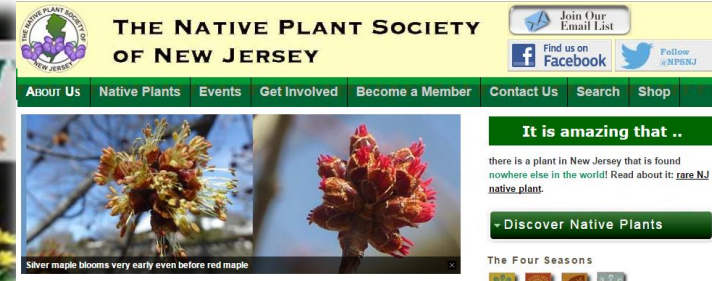 THE NATIVE PLANT SOCIETY OF
NEW JERSEY
THE NATIVE PLANT SOCIETY
OF NEW JERSEY
Join Our
Email List
Find us on
Facebook
Follow
@NPSNJ
ABOUT US Native Plants Events Get Involved Become a Member Contact Us Search Shop
Silver maple blooms very early even before red maple
It is amazing that ..
there is a plant in New Jersey that is found
nowhere else in the world! Read about it: rare NJ
native plant.
Discover Native Plants
The Four Seasons